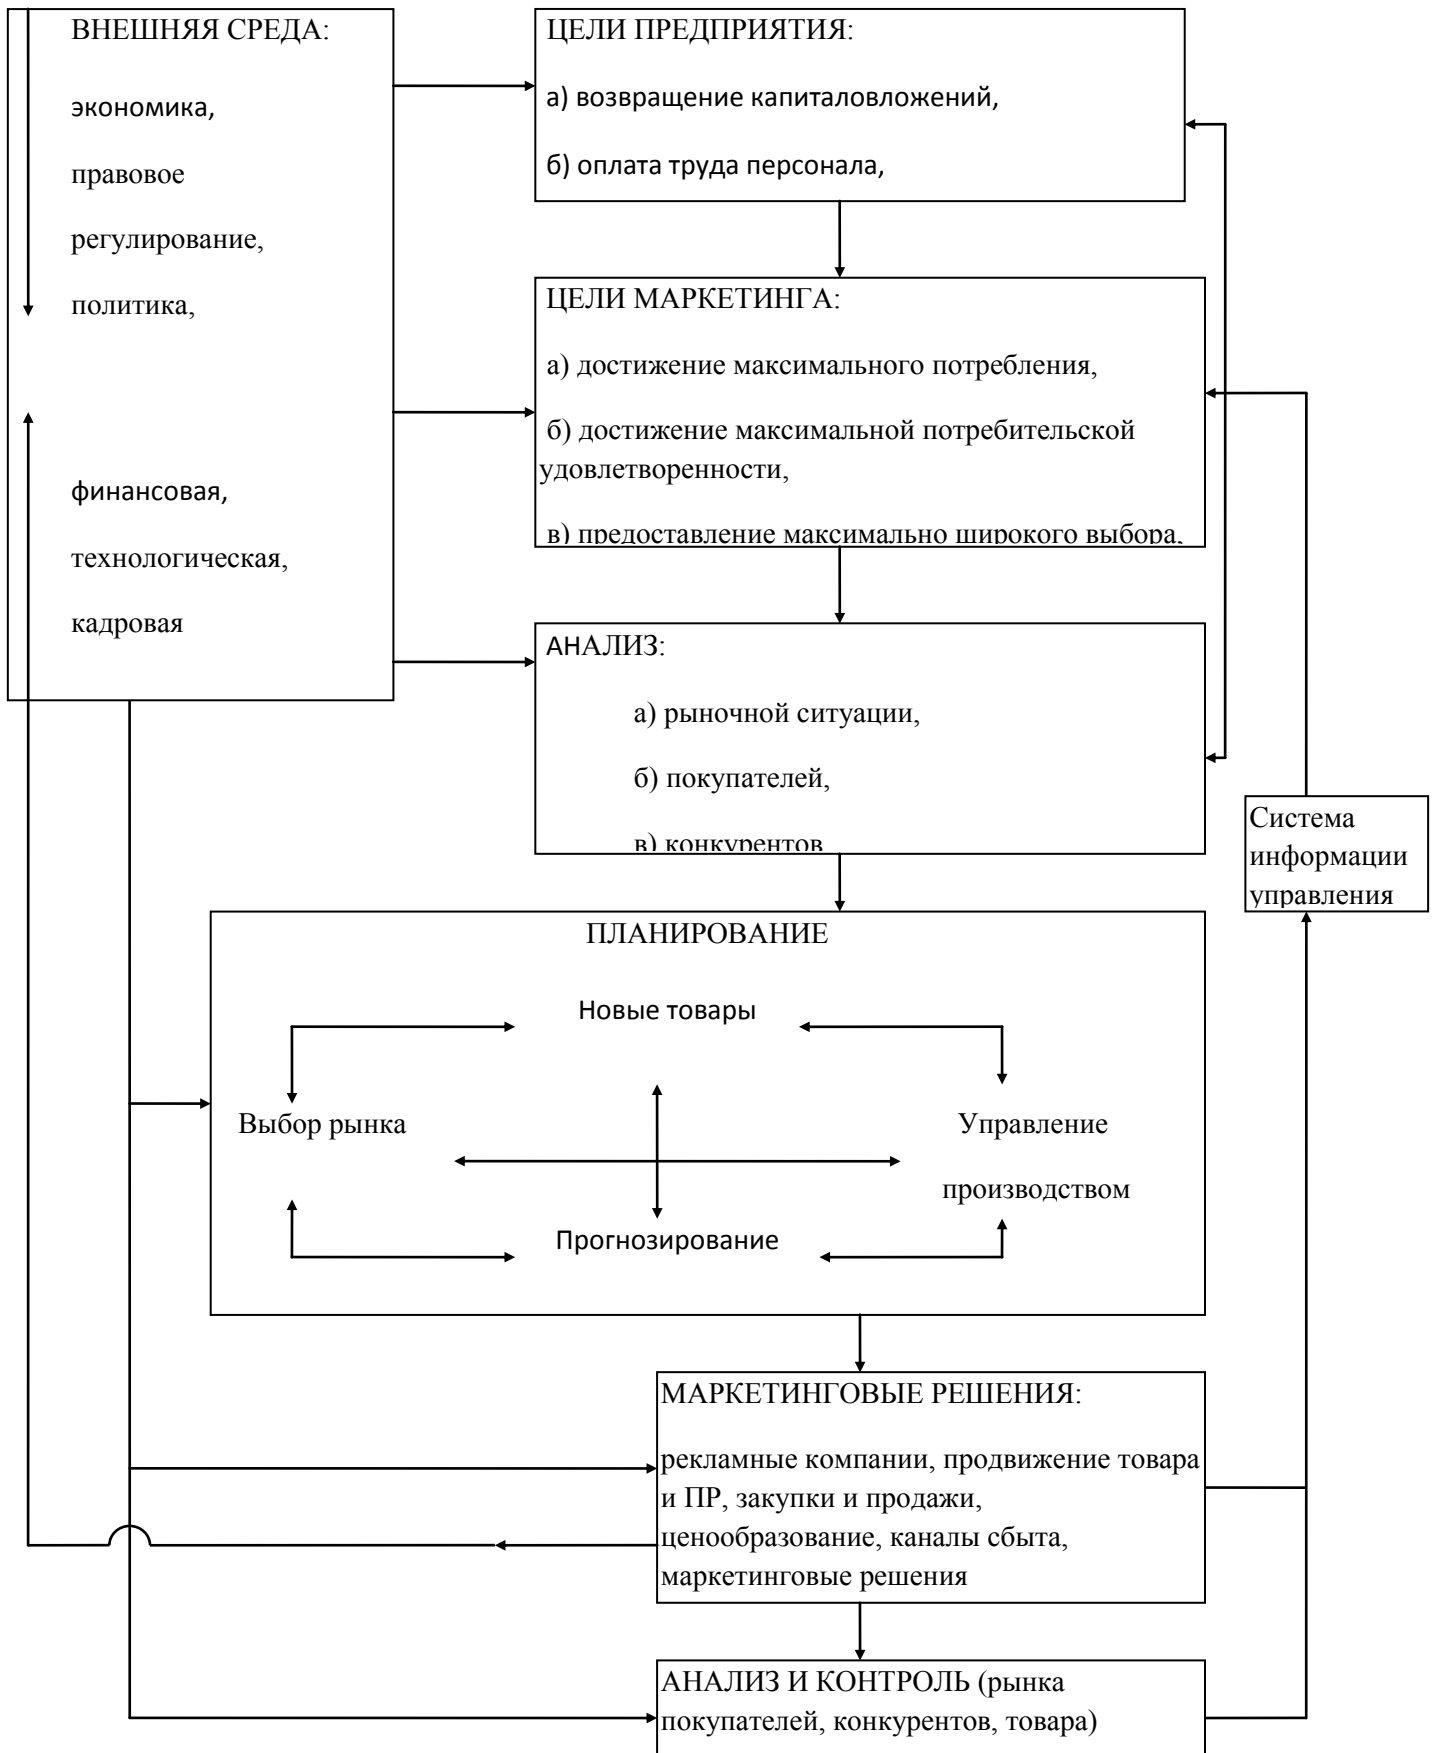 ВНЕШНЯЯ СРЕДА:
экономика,
правовое
регулирование,
политика,
финансовая,
технологическая,
кадровая
ЦЕЛИ ПРЕДПРИЯТИЯ:
а) возвращение капиталовложений,
б) оплата труда персонала,
ЦЕЛИ МАРКЕТИНГА:
а) достижение максимального потребления,
б) достижение максимальной потребительской
удовлетворенности,
в) предоставление максимально широкого выбора,
АНАЛИЗ:
а) рыночной ситуации,
б) покупателей,
в) конкурентов
Система
информации
управления
ПЛАНИРОВАНИЕ
Новые товары
Выбор рынка
Управление
производством
Прогнозирование
МАРКЕТИНГОВЫЕ РЕШЕНИЯ:
рекламные компании, продвижение товара
и ПР, закупки и продажи,
ценообразование, каналы сбыта,
маркетинговые решения
АНАЛИЗ И КОНТРОЛЬ (рынка
покупателей, конкурентов, товара)